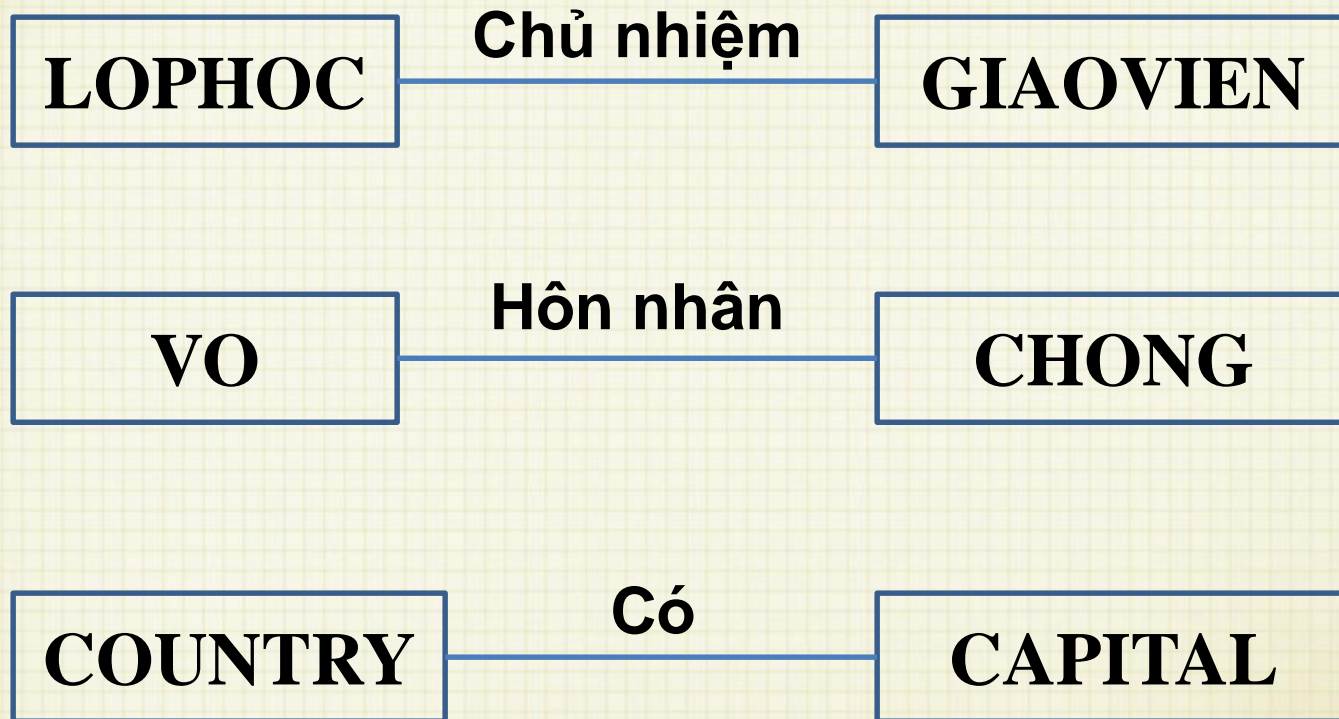 Chủ nhiệm
LOPHOC GIAOVIEN
Hôn nhân
VO CHONG
Có
COUNTRY CAPITAL